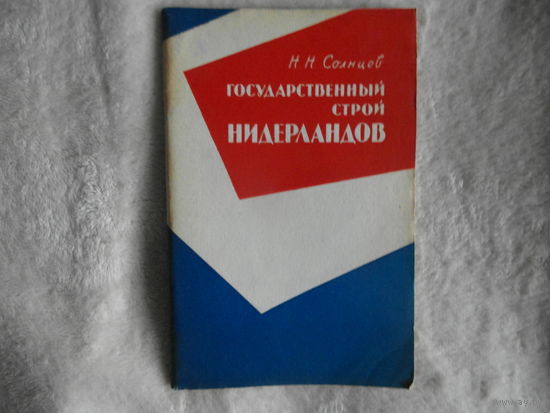 Н. Н. Солнцев
ГОСУДАРСТВЕННЫЙ
СТРОЙ
НИДЕРЛАНДОВ